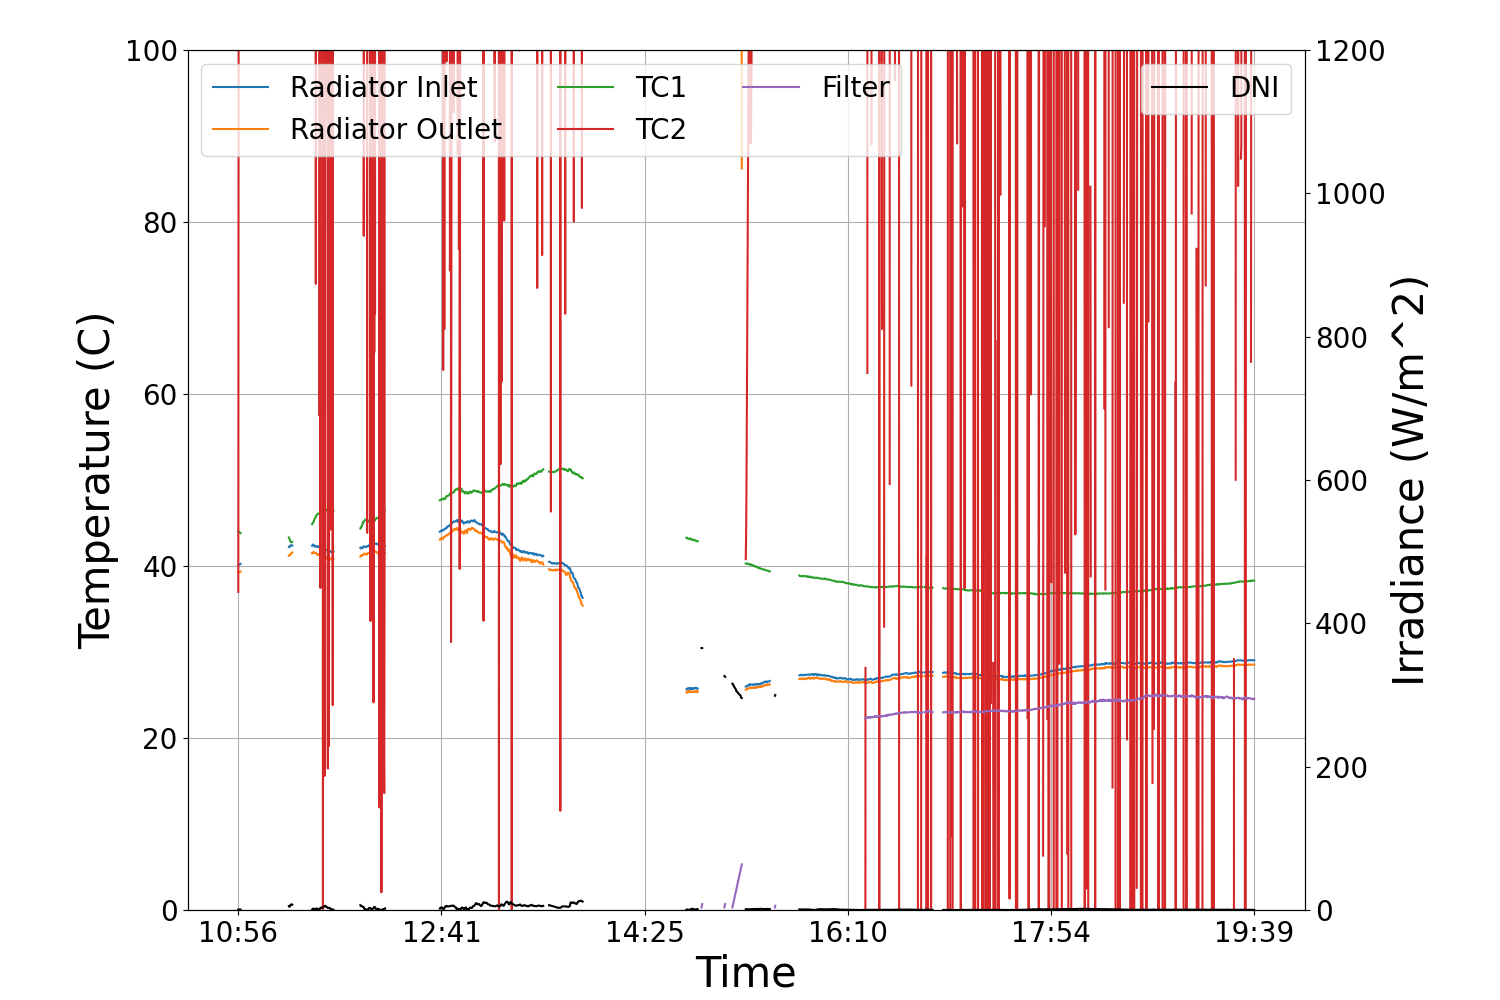 Radiator Inlet
Radiator Outlet
TC1
TC2
Filter
DNI
100
80
60
40
20
0
Temperature (C)
1200
1000
800
600
400
200
0
Irradiance (W/m^2)
10:56
12:41
14:25
16:10
17:54
19:39
Time